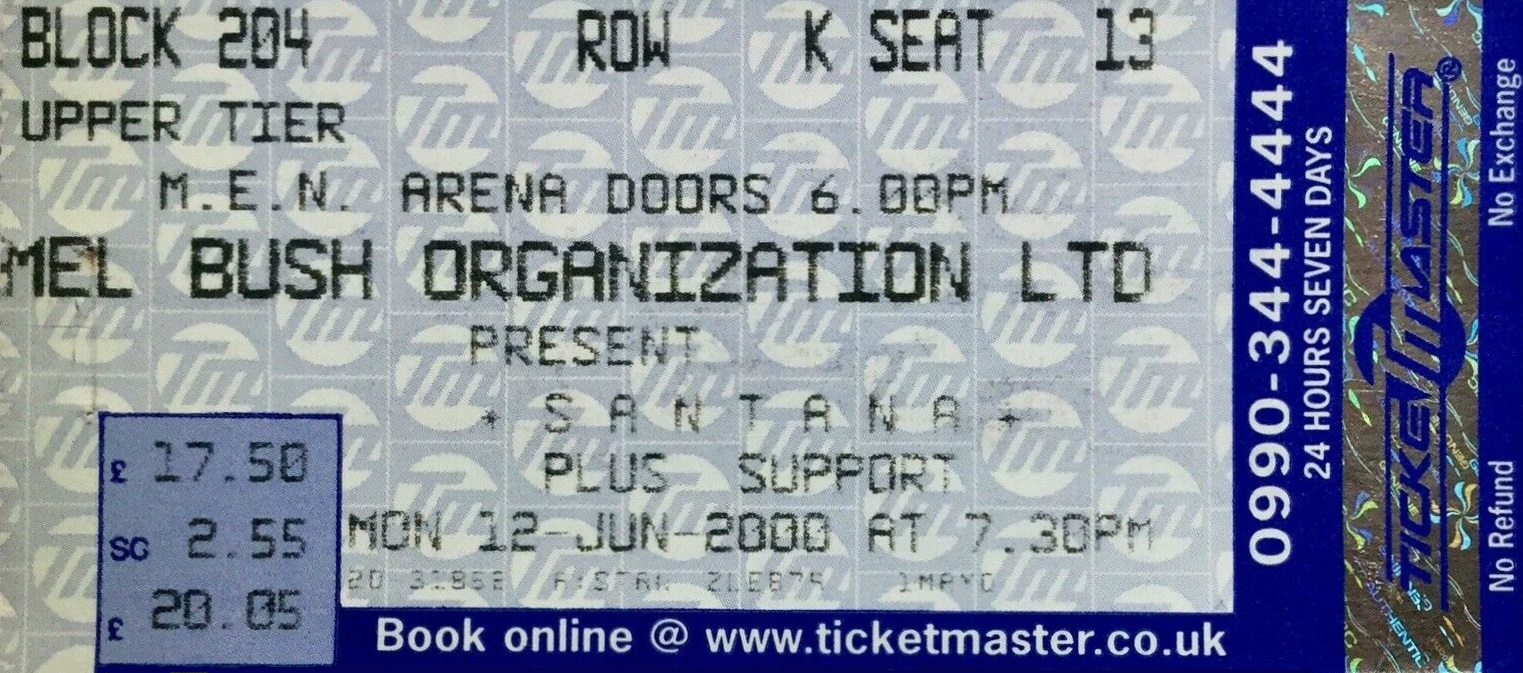 BLOCK 204 ROW K SEAT 13
UPPER TIER
M.E.N. ARENA DOORS 6.00PM
MEL BUSH ORGANIZATION LTD
PRESENT
* S A N T A N A *
PLUS SUPPORT
MON 12-JUN-2000 AT 7.30PM
£ 17.50
SC 2.55
£ 20.05
Book online @ www.ticketmaster.co.uk
0990-344-4444
24 HOURS SEVEN DAYS
TICKETMASTER®
No Refund No Exchange